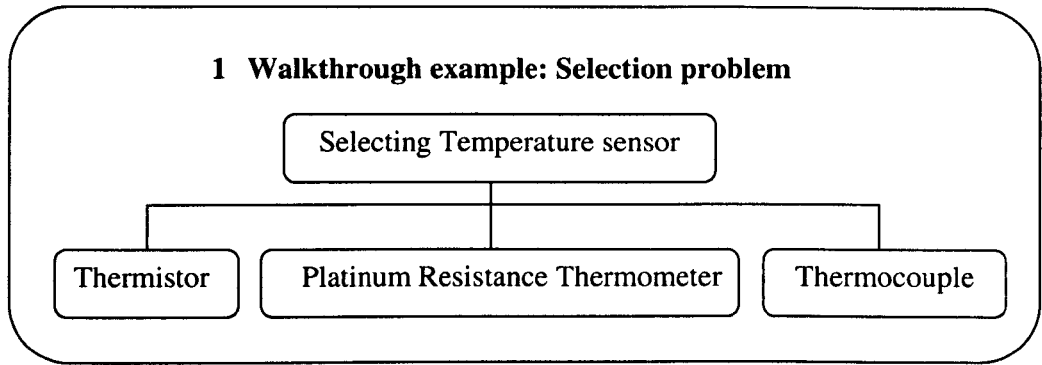 1 Walkthrough example: Selection problem
Selecting Temperature sensor
Thermistor
Platinum Resistance Thermometer
Thermocouple